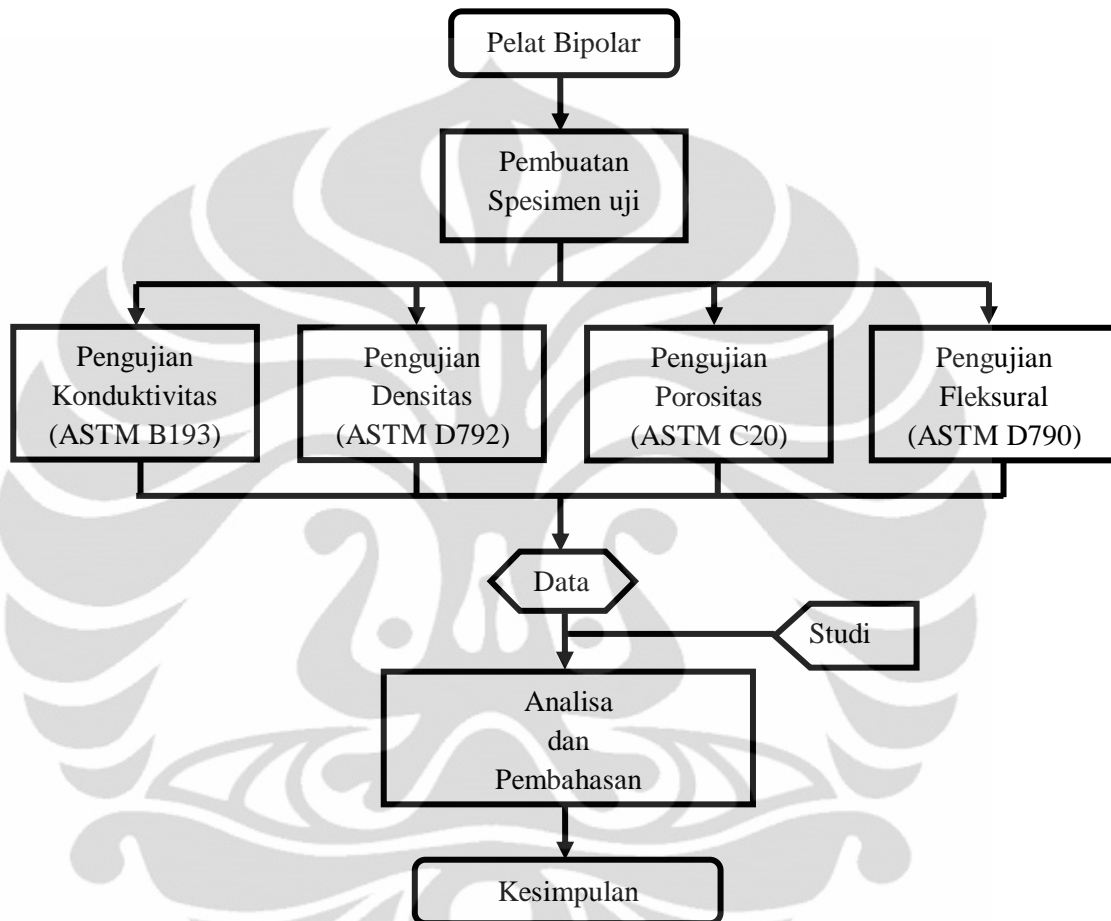 Pelat Bipolar
Pembuatan
Spesimen uji
Pengujian
Konduktivitas
(ASTM B193)
Pengujian
Densitas
(ASTM D792)
Pengujian
Porositas
(ASTM C20)
Pengujian
Fleksural
(ASTM D790)
Data
Studi
Analisa
dan
Pembahasan
Kesimpulan